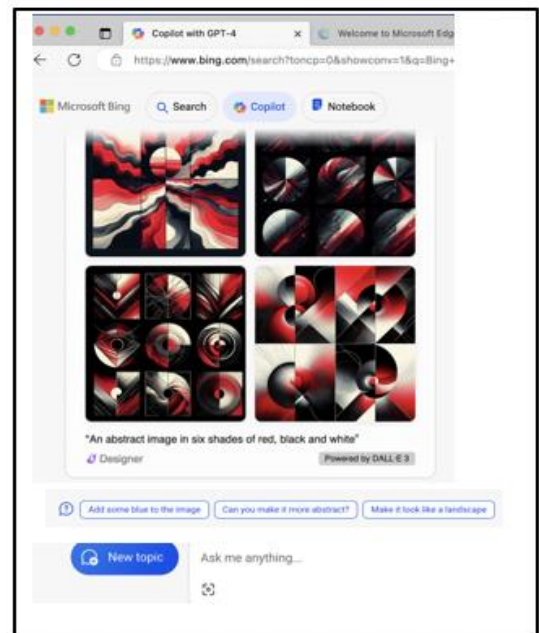 Copilot with GPT-4
Welcome to Microsoft Edg
https://www.bing.com/search?toncp=0&showconv=1&q=Bing+
Microsoft Bing Search Copilot Notebook
"An abstract image in six shades of red, black and white"
Designer Powered by DALL·E 3
Add some blue to the image Can you make it more abstract? Make it look like a landscape
New topic Ask me anything...